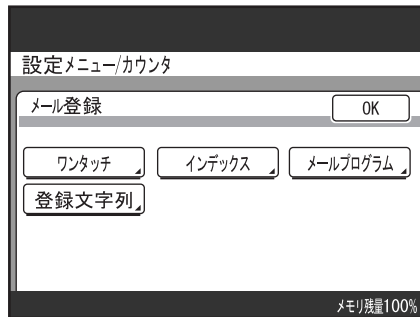 設定メニュー/カウンタ
メール登録 OK
ワンタッチ インデックス メールプログラム
登録文字列
メモリ残量100%